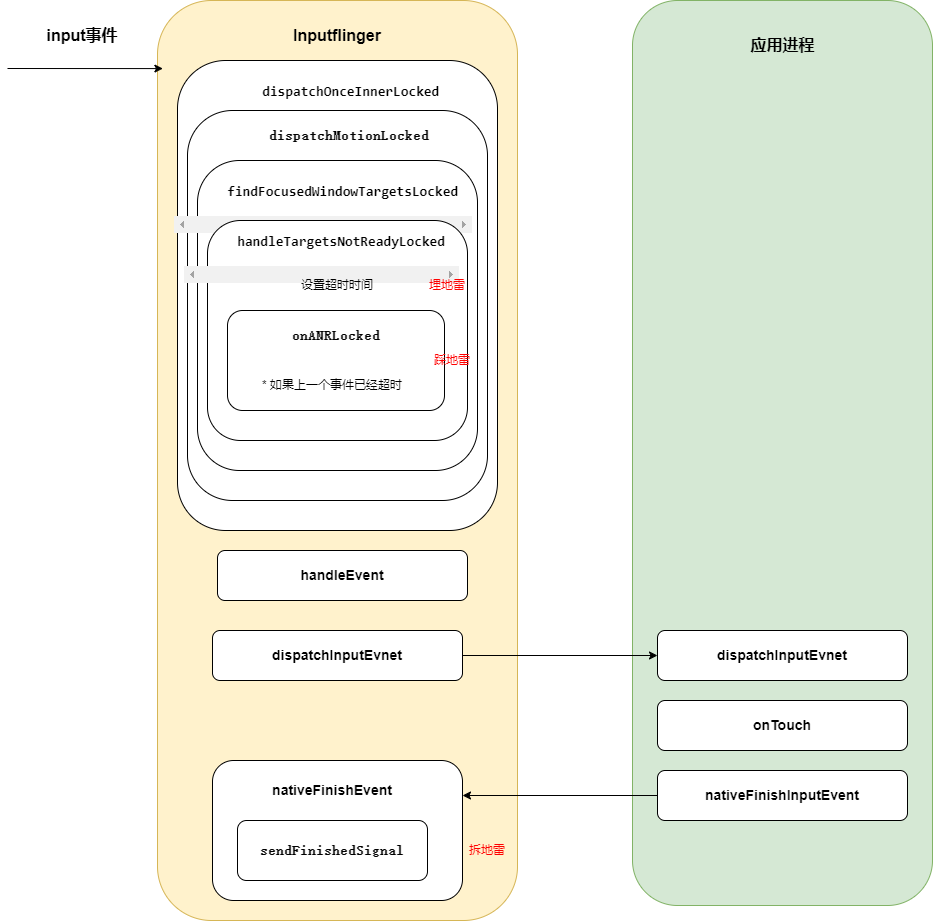 input事件
Inputflinger
应用进程
dispatchOnceInnerLocked
dispatchMotionLocked
findFocusedWindowTargetsLocked
handleTargetsNotReadyLocked
设置超时时间
埋地雷
onANRLocked
踩地雷
* 如果上一个事件已经超时
handleEvent
dispatchInputEvnet
dispatchInputEvnet
onTouch
nativeFinishEvent
nativeFinishInputEvent
sendFinishedSignal
拆地雷